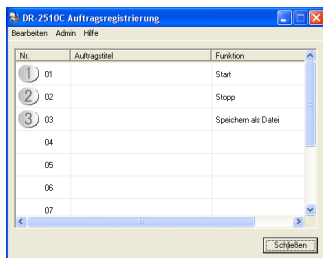 DR-2510C Auftragsregistrierung
Bearbeiten Admin Hilfe
Nr. Auftragstitel Funktion
1 01 Start
2 02 Stopp
3 03 Speichern als Datei
04
05
06
07
Schließen